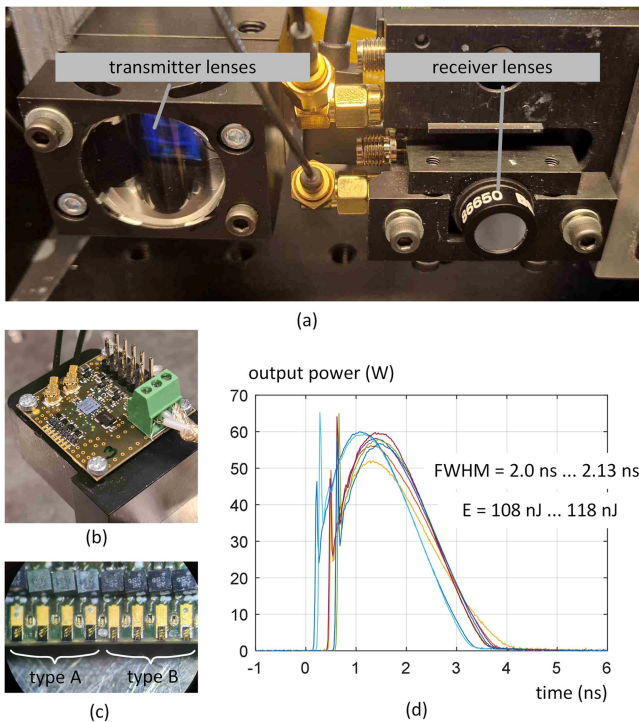 transmitter lenses
receiver lenses
66650
(a)
(b)
output power (W)
70
60
50
40
30
20
10
0
FWHM = 2.0 ns ... 2.13 ns
E = 108 nJ ... 118 nJ
-1 0 1 2 3 4 5 6
time (ns)
type A
type B
(c)
(d)